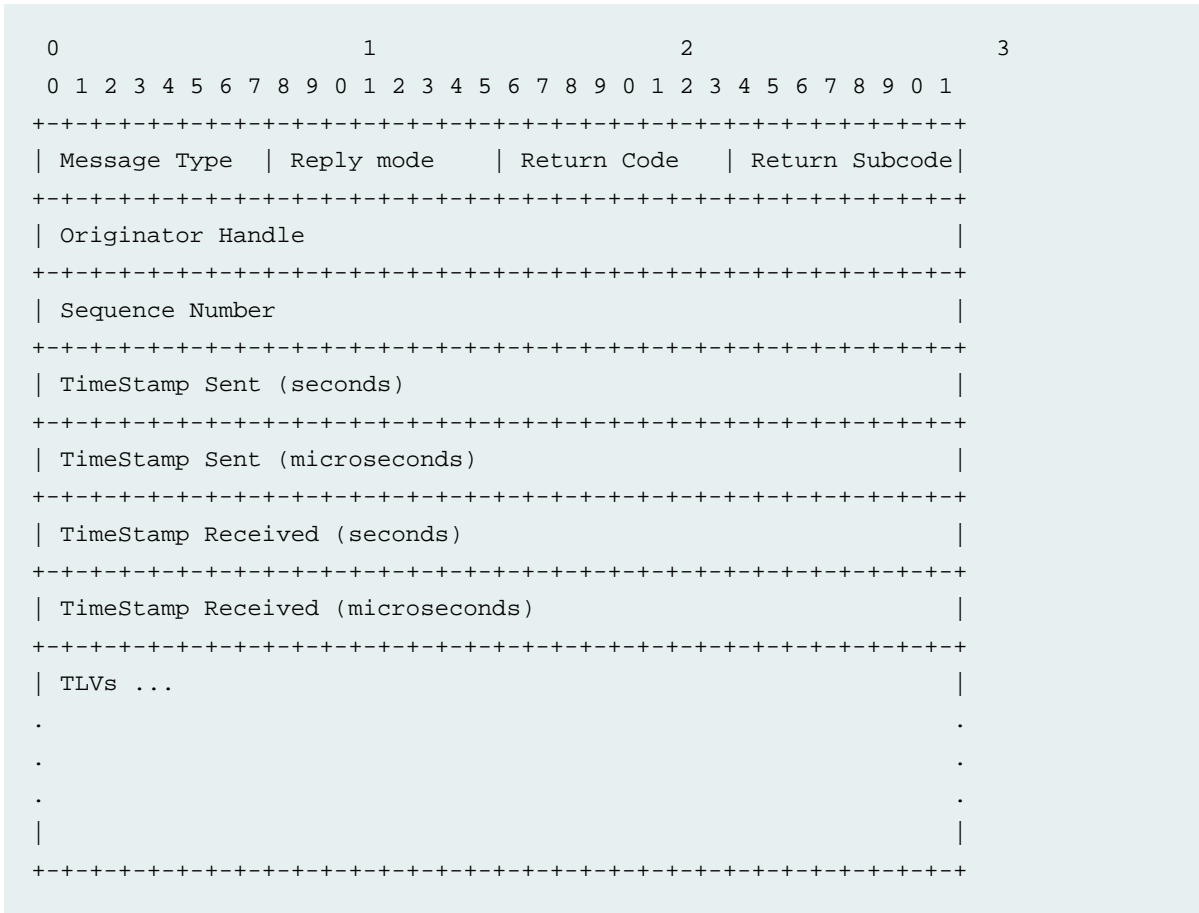 0                     1                     2                     3
 0 1 2 3 4 5 6 7 8 9 0 1 2 3 4 5 6 7 8 9 0 1 2 3 4 5 6 7 8 9 0 1
+-+-+-+-+-+-+-+-+-+-+-+-+-+-+-+-+-+-+-+-+-+-+-+-+-+-+-+-+-+-+-+-+
| Message Type  | Reply mode    | Return Code   | Return Subcode|
+-+-+-+-+-+-+-+-+-+-+-+-+-+-+-+-+-+-+-+-+-+-+-+-+-+-+-+-+-+-+-+-+
| Originator Handle                                             |
+-+-+-+-+-+-+-+-+-+-+-+-+-+-+-+-+-+-+-+-+-+-+-+-+-+-+-+-+-+-+-+-+
| Sequence Number                                               |
+-+-+-+-+-+-+-+-+-+-+-+-+-+-+-+-+-+-+-+-+-+-+-+-+-+-+-+-+-+-+-+-+
| TimeStamp Sent (seconds)                                      |
+-+-+-+-+-+-+-+-+-+-+-+-+-+-+-+-+-+-+-+-+-+-+-+-+-+-+-+-+-+-+-+-+
| TimeStamp Sent (microseconds)                                 |
+-+-+-+-+-+-+-+-+-+-+-+-+-+-+-+-+-+-+-+-+-+-+-+-+-+-+-+-+-+-+-+-+
| TimeStamp Received (seconds)                                  |
+-+-+-+-+-+-+-+-+-+-+-+-+-+-+-+-+-+-+-+-+-+-+-+-+-+-+-+-+-+-+-+-+
| TimeStamp Received (microseconds)                             |
+-+-+-+-+-+-+-+-+-+-+-+-+-+-+-+-+-+-+-+-+-+-+-+-+-+-+-+-+-+-+-+-+
| TLVs ...                                                      |
.                                                               .
.                                                               .
.                                                               .
|                                                               |
+-+-+-+-+-+-+-+-+-+-+-+-+-+-+-+-+-+-+-+-+-+-+-+-+-+-+-+-+-+-+-+-+